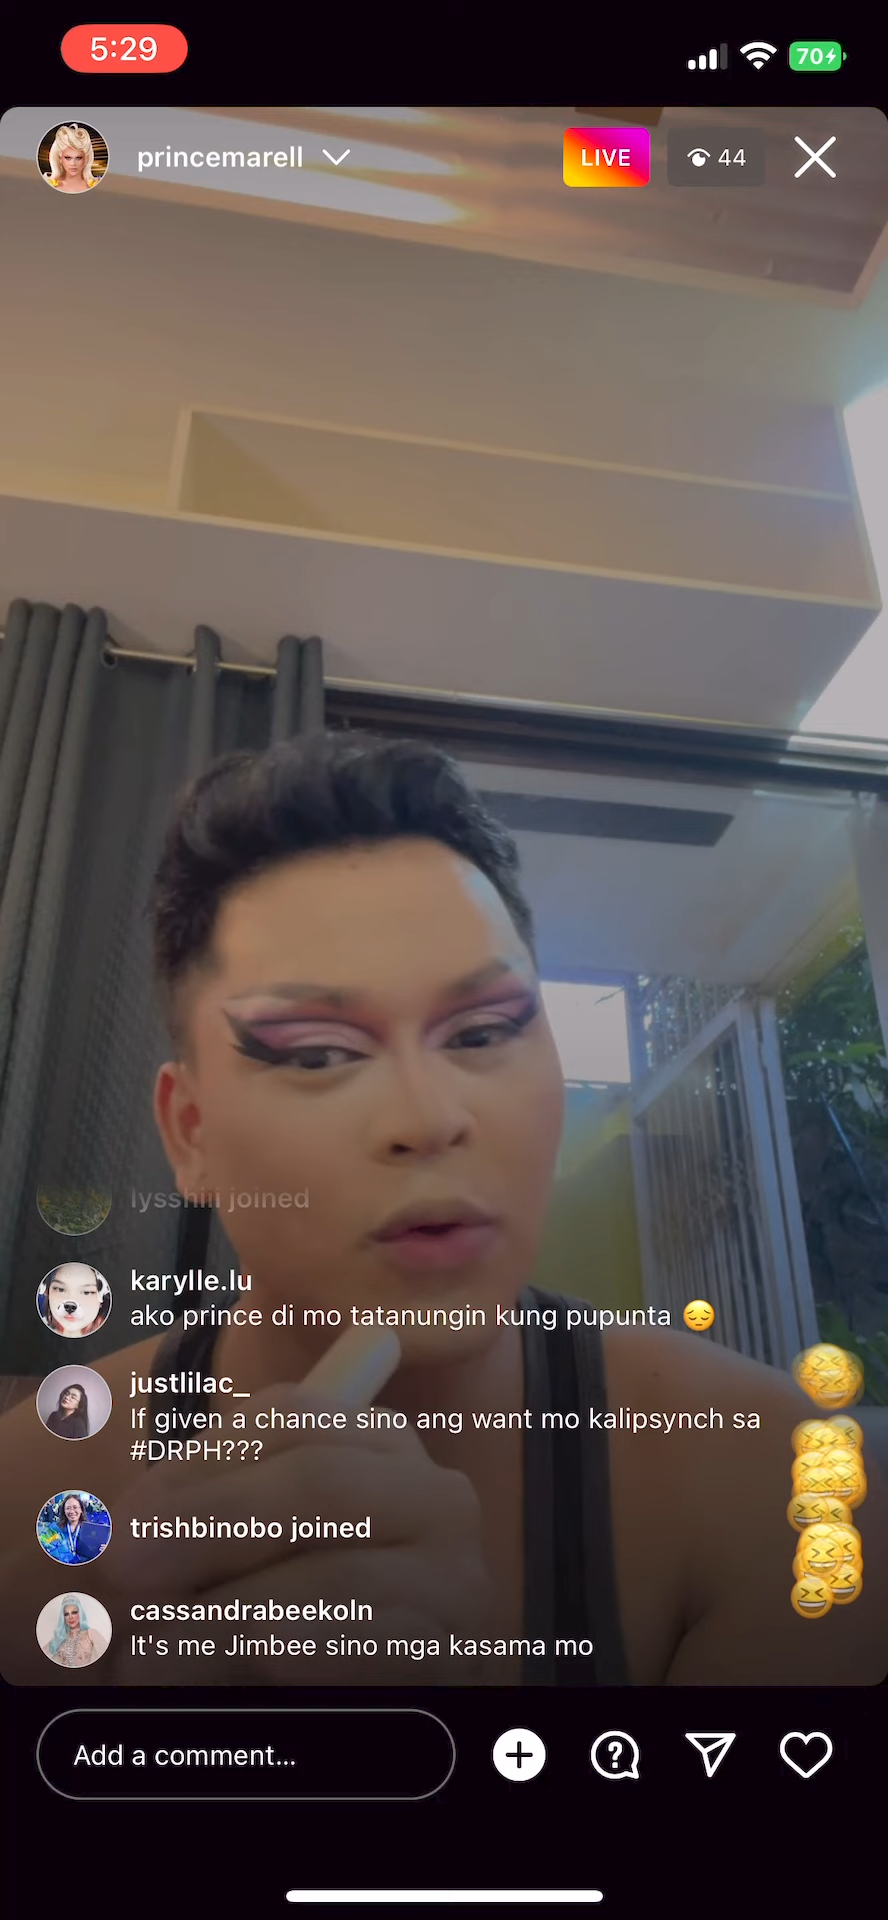 5:29
70
princemarell
LIVE
44
lysshiii joined
karylle.lu
ako prince di mo tatanungin kung pupunta 😔
justlilac_
If given a chance sino ang want mo kalipsynch sa
#DRPH???
trishbinobo joined
cassandrabeekoln
It's me Jimbee sino mga kasama mo
Add a comment...